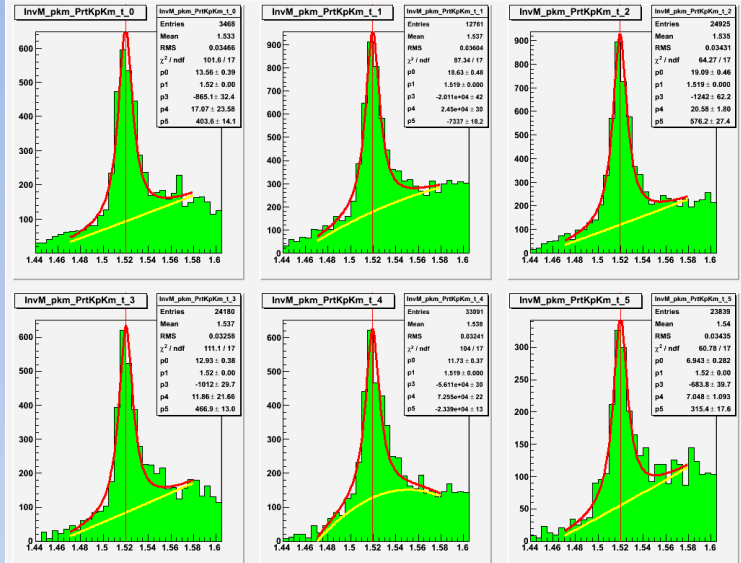 InvM_pkm_PrtKpKm_t_0
InvM_pkm_PrtKpKm_t_0
Entries 3468
Mean 1.533
RMS 0.03466
χ² / ndf 101.6 / 17
p0 13.56 ± 0.39
p1 1.52 ± 0.00
p3 -865.1 ± 32.4
p4 17.07 ± 23.58
p5 403.6 ± 14.1
600
500
400
300
200
100
0
1.44 1.46 1.48 1.5 1.52 1.54 1.56 1.58 1.6
InvM_pkm_PrtKpKm_t_1
InvM_pkm_PrtKpKm_t_1
Entries 12761
Mean 1.537
RMS 0.03604
χ² / ndf 87.34 / 17
p0 18.63 ± 0.48
p1 1.519 ± 0.000
p3 -2.011e+04 ± 42
p4 2.45e+04 ± 30
p5 -7337 ± 18.2
900
800
700
600
500
400
300
200
100
0
1.44 1.46 1.48 1.5 1.52 1.54 1.56 1.58 1.6
InvM_pkm_PrtKpKm_t_2
InvM_pkm_PrtKpKm_t_2
Entries 24925
Mean 1.535
RMS 0.03431
χ² / ndf 64.27 / 17
p0 19.09 ± 0.46
p1 1.519 ± 0.000
p3 -1242 ± 62.2
p4 20.58 ± 1.80
p5 576.2 ± 27.4
900
800
700
600
500
400
300
200
100
0
1.44 1.46 1.48 1.5 1.52 1.54 1.56 1.58 1.6
InvM_pkm_PrtKpKm_t_3
InvM_pkm_PrtKpKm_t_3
Entries 24180
Mean 1.537
RMS 0.03258
χ² / ndf 111.1 / 17
p0 12.93 ± 0.38
p1 1.52 ± 0.00
p3 -1012 ± 29.7
p4 11.86 ± 21.66
p5 466.9 ± 13.0
600
500
400
300
200
100
0
1.44 1.46 1.48 1.5 1.52 1.54 1.56 1.58 1.6
InvM_pkm_PrtKpKm_t_4
InvM_pkm_PrtKpKm_t_4
Entries 33091
Mean 1.536
RMS 0.03241
χ² / ndf 104 / 17
p0 11.73 ± 0.37
p1 1.519 ± 0.000
p3 -5.611e+04 ± 30
p4 7.255e+04 ± 22
p5 -2.339e+04 ± 13
600
500
400
300
200
100
0
1.44 1.46 1.48 1.5 1.52 1.54 1.56 1.58 1.6
InvM_pkm_PrtKpKm_t_5
InvM_pkm_PrtKpKm_t_5
Entries 23839
Mean 1.54
RMS 0.03435
χ² / ndf 60.78 / 17
p0 6.943 ± 0.282
p1 1.52 ± 0.00
p3 -683.8 ± 39.7
p4 7.048 ± 1.093
p5 315.4 ± 17.6
300
250
200
150
100
50
0
1.44 1.46 1.48 1.5 1.52 1.54 1.56 1.58 1.6